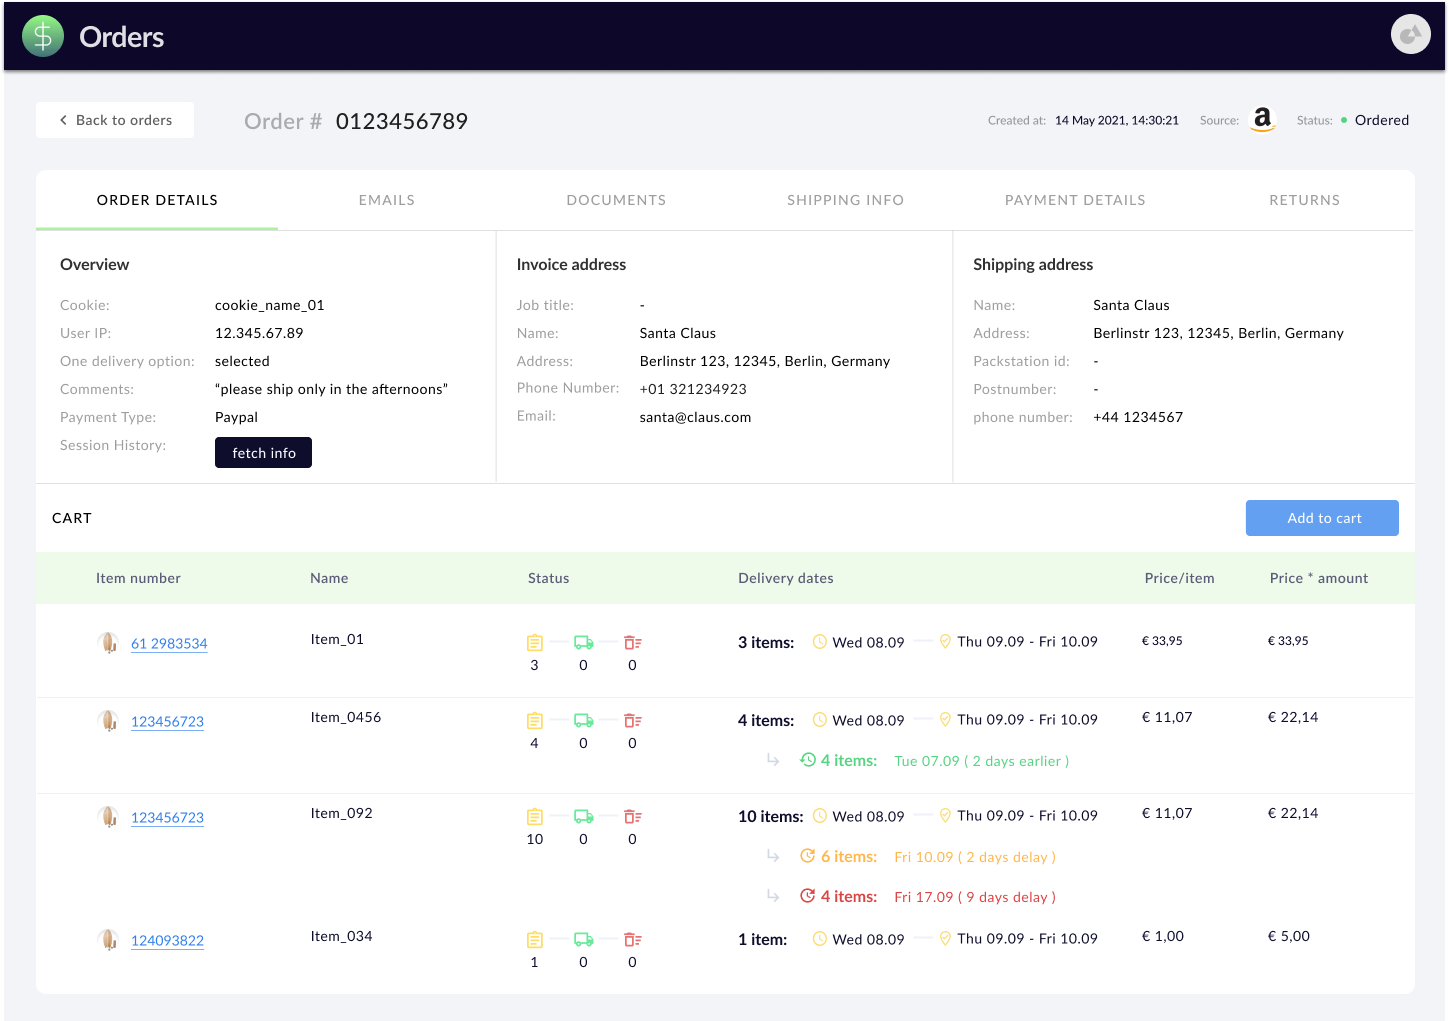 $ Orders
Back to orders
Order # 0123456789
Created at: 14 May 2021, 14:30:21 Source: a Status: Ordered
ORDER DETAILS EMAILS DOCUMENTS SHIPPING INFO PAYMENT DETAILS RETURNS
Overview
Cookie: cookie_name_01
User IP: 12.345.67.89
One delivery option: selected
Comments: “please ship only in the afternoons”
Payment Type: Paypal
Session History: fetch info
Invoice address
Job title: -
Name: Santa Claus
Address: Berlinstr 123, 12345, Berlin, Germany
Phone Number: +01 321234923
Email: santa@claus.com
Shipping address
Name: Santa Claus
Address: Berlinstr 123, 12345, Berlin, Germany
Packstation id: -
Postnumber: -
phone number: +44 1234567
CART Add to cart
Item number Name Status Delivery dates Price/item Price * amount
61 2983534 Item_01 3 items: Wed 08.09 Thu 09.09 - Fri 10.09 € 33,95 € 33,95
3 0 0
123456723 Item_0456 4 items: Wed 08.09 Thu 09.09 - Fri 10.09 € 11,07 € 22,14
4 0 0
4 items: Tue 07.09 ( 2 days earlier )
123456723 Item_092 10 items: Wed 08.09 Thu 09.09 - Fri 10.09 € 11,07 € 22,14
10 0 0
6 items: Fri 10.09 ( 2 days delay )
4 items: Fri 17.09 ( 9 days delay )
124093822 Item_034 1 item: Wed 08.09 Thu 09.09 - Fri 10.09 € 1,00 € 5,00
1 0 0